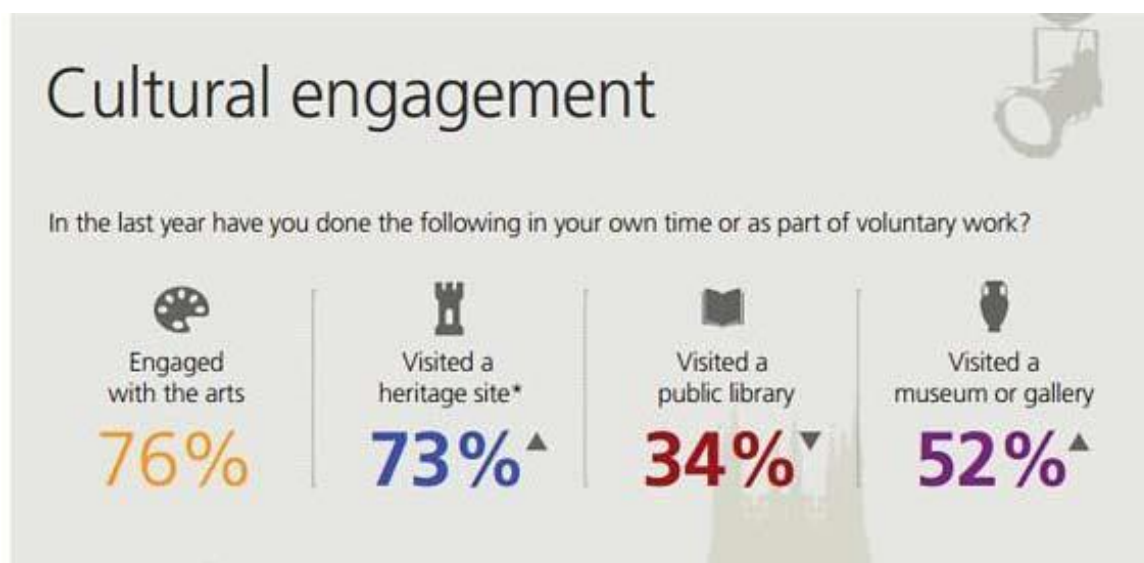 Cultural engagement
In the last year have you done the following in your own time or as part of voluntary work?
Engaged
with the arts
76%
Visited a
heritage site*
73%▲
Visited a
public library
34%▼
Visited a
museum or gallery
52%▲